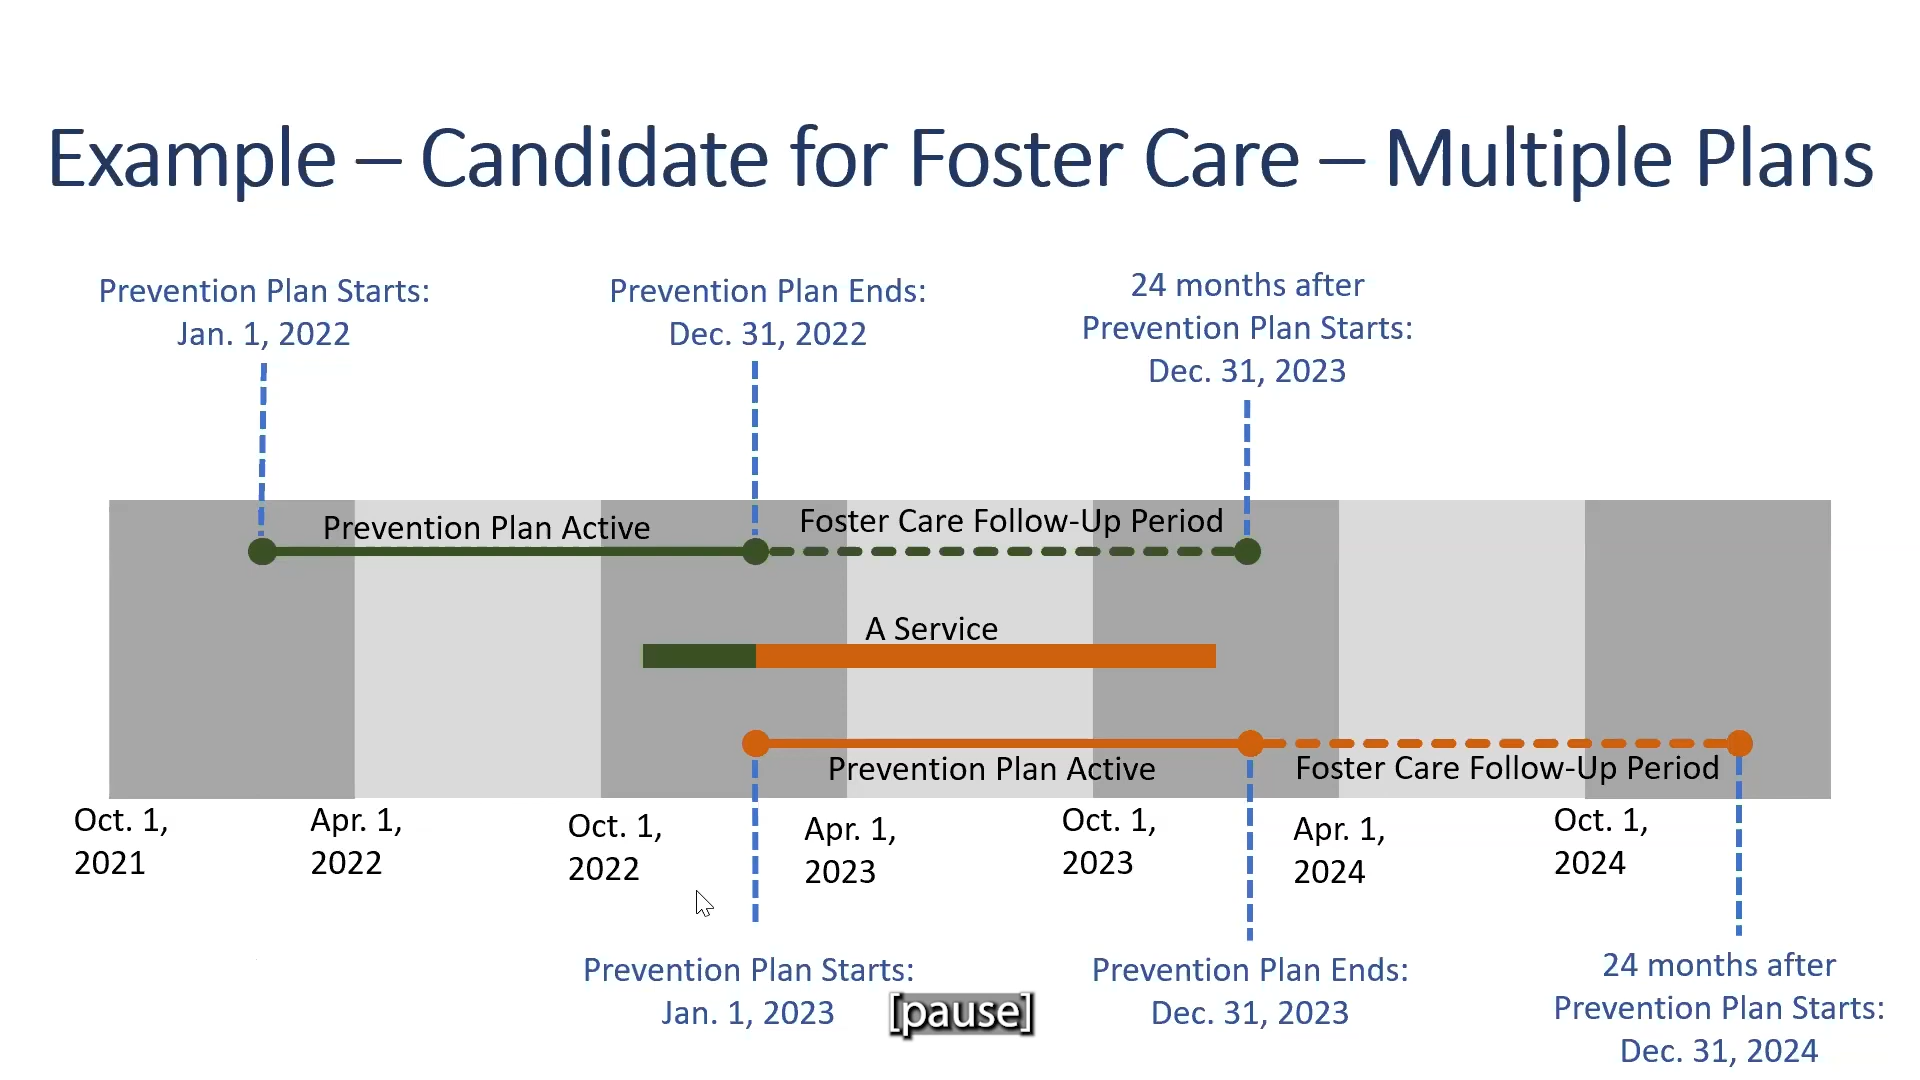 Example – Candidate for Foster Care – Multiple Plans
Prevention Plan Starts:
Jan. 1, 2022
Prevention Plan Ends:
Dec. 31, 2022
24 months after
Prevention Plan Starts:
Dec. 31, 2023
Prevention Plan Active
Foster Care Follow-Up Period
A Service
Prevention Plan Active
Foster Care Follow-Up Period
Oct. 1,
2021
Apr. 1,
2022
Oct. 1,
2022
Apr. 1,
2023
Oct. 1,
2023
Apr. 1,
2024
Oct. 1,
2024
Prevention Plan Starts:
Jan. 1, 2023
Prevention Plan Ends:
Dec. 31, 2023
24 months after
Prevention Plan Starts:
Dec. 31, 2024
[pause]